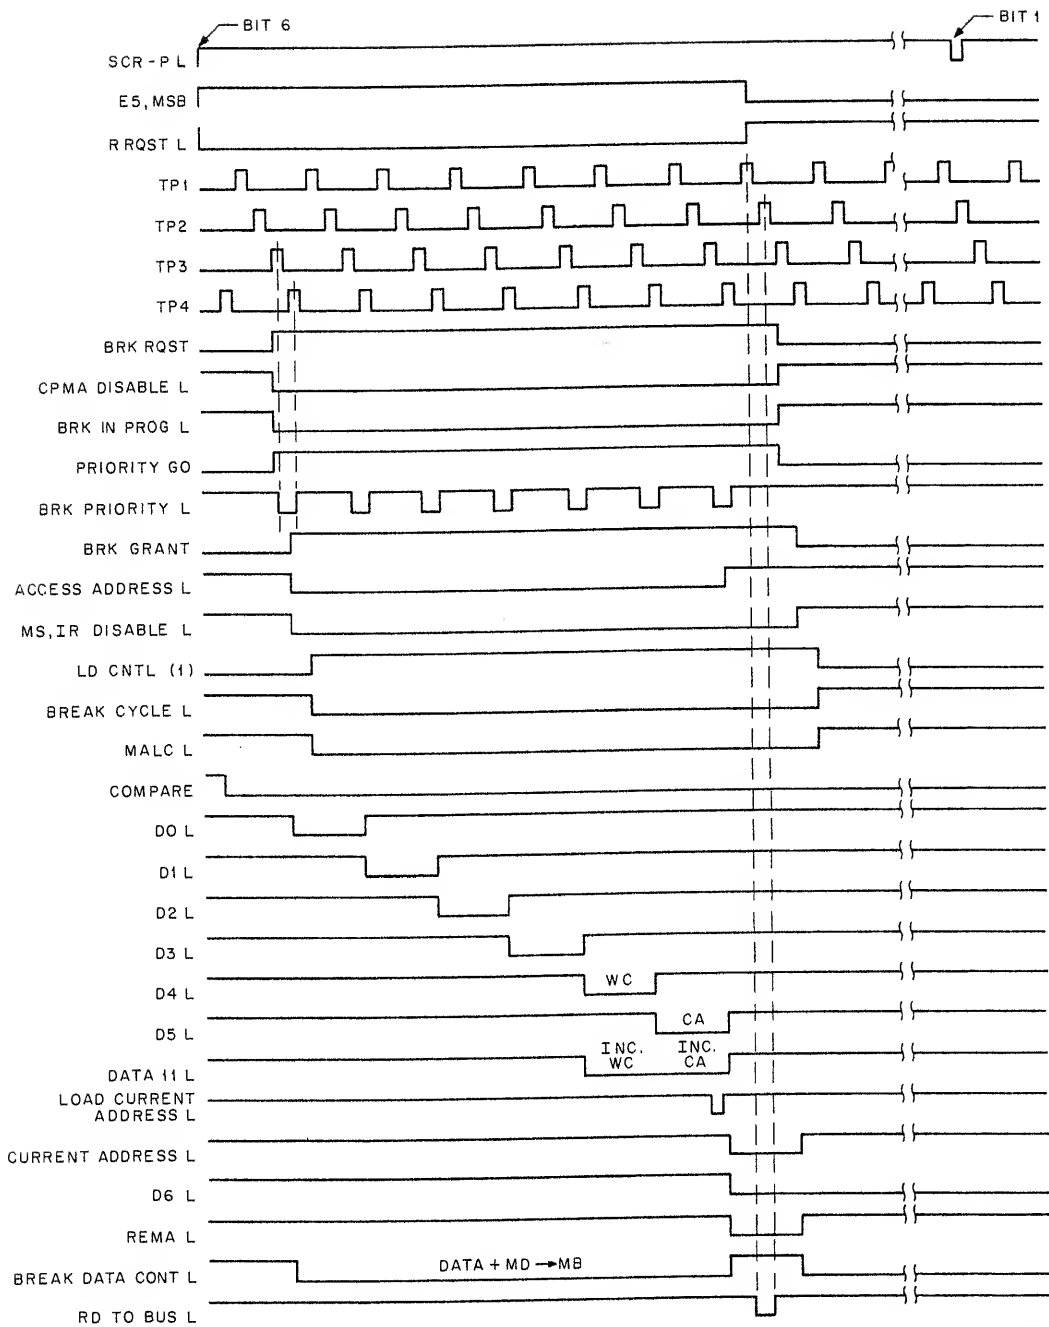 BIT 6
BIT 1
SCR-P L
E5, MSB
R RQST L
TP1
TP2
TP3
TP4
BRK RQST
CPMA DISABLE L
BRK IN PROG L
PRIORITY GO
BRK PRIORITY L
BRK GRANT
ACCESS ADDRESS L
MS, IR DISABLE L
LD CNTL (1)
BREAK CYCLE L
MALC L
COMPARE
D0 L
D1 L
D2 L
D3 L
D4 L WC
D5 L CA
INC. INC.
WC CA
DATA 11 L
LOAD CURRENT
ADDRESS L
CURRENT ADDRESS L
D6 L
REMA L
BREAK DATA CONT L DATA + MD → MB
RD TO BUS L